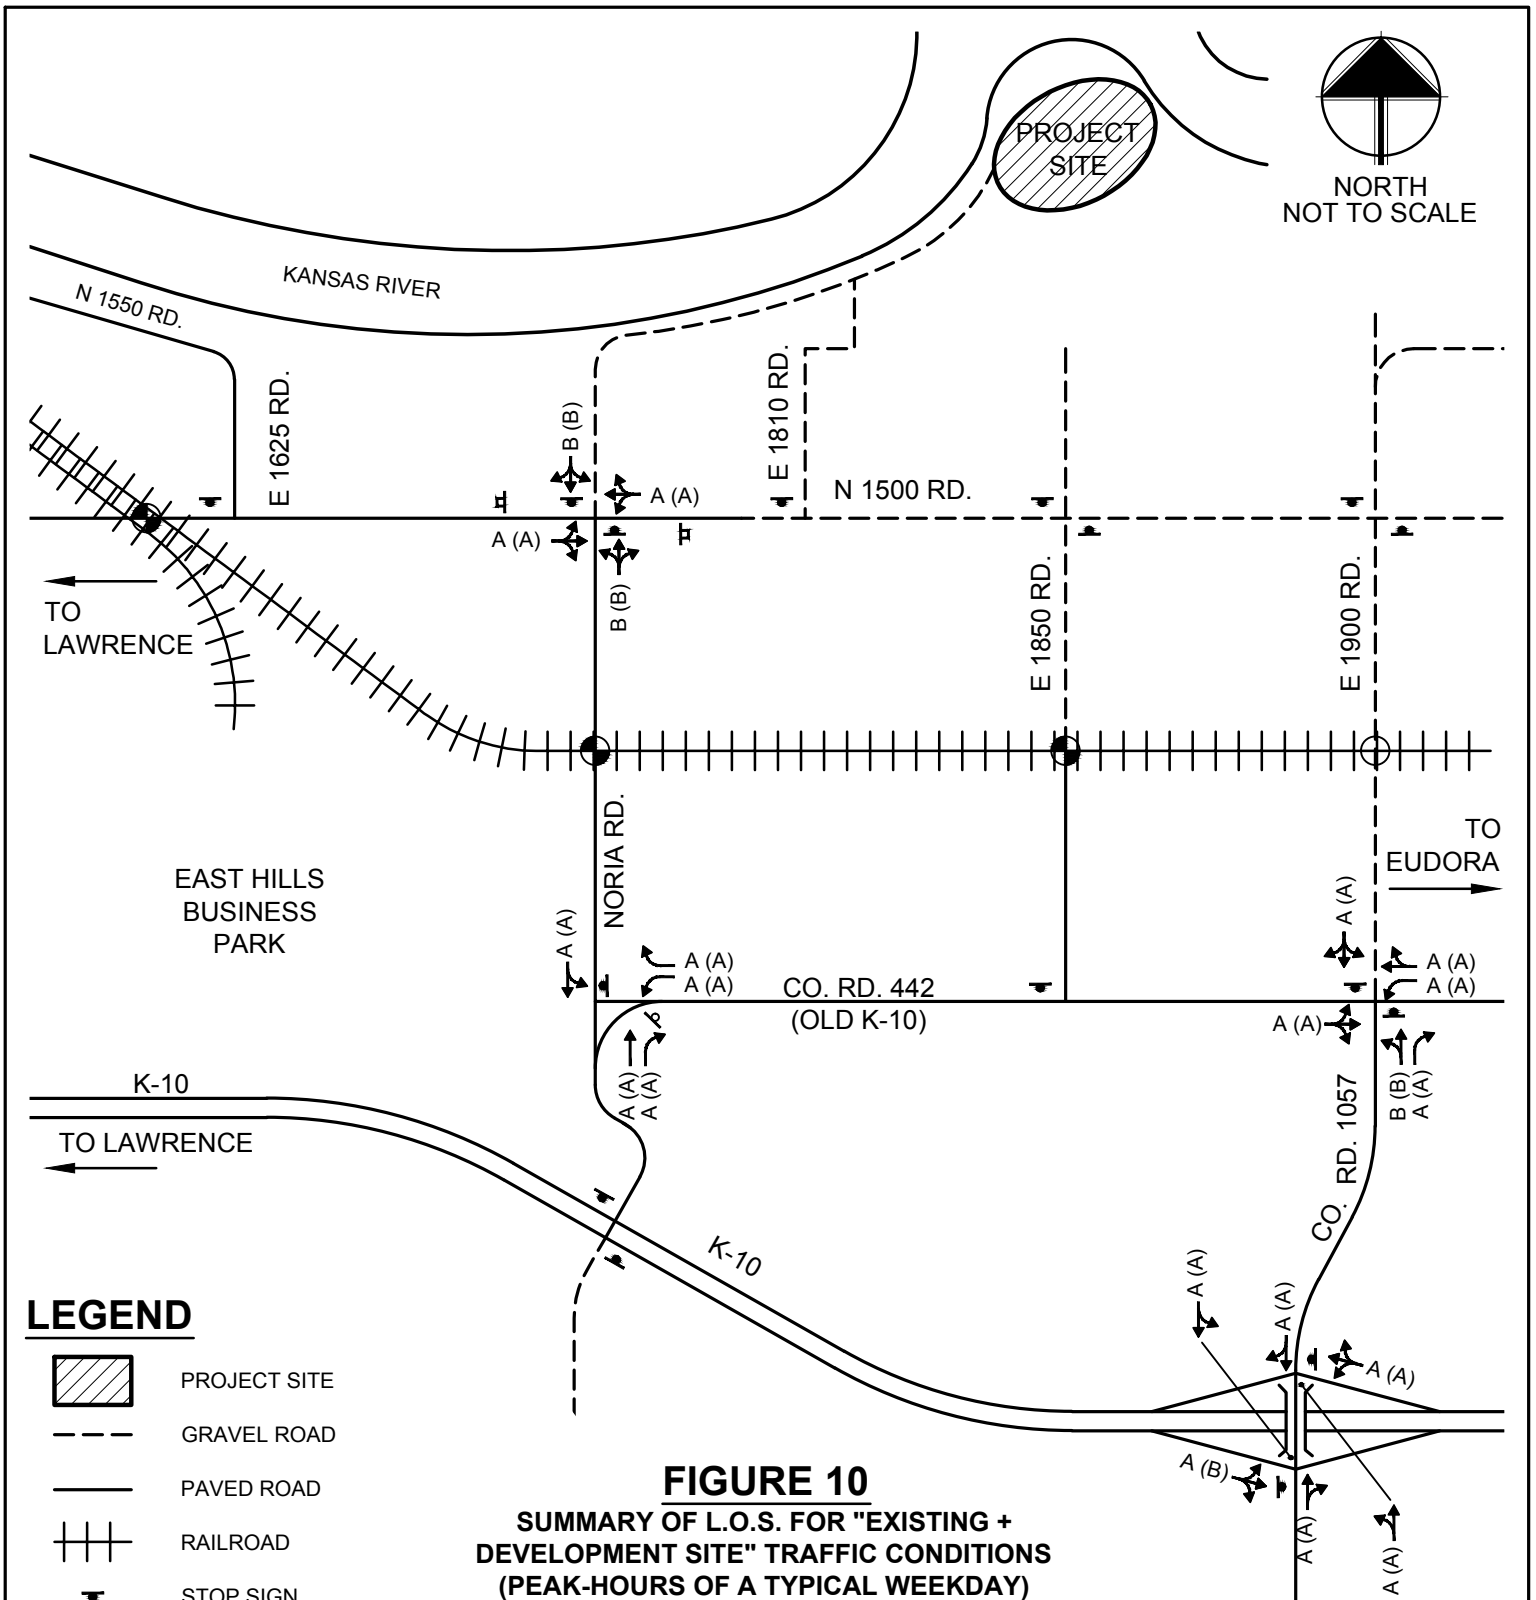 PROJECT
SITE
NORTH
NOT TO SCALE
KANSAS RIVER
N 1550 RD.
E 1625 RD.
B (B)
E 1810 RD.
A (A)
N 1500 RD.
A (A)
B (B)
TO
LAWRENCE
E 1850 RD.
E 1900 RD.
NORIA RD.
TO
EUDORA
EAST HILLS
BUSINESS
PARK
A (A)
A (A)
A (A)
A (A)
CO. RD. 442
(OLD K-10)
A (A)
A (A)
A (A)
A (A)
A (A)
A (A)
B (B)
A (A)
K-10
TO LAWRENCE
CO. RD. 1057
K-10
A (A)
A (A)
A (A)
A (B)
A (A)
A (A)
LEGEND
PROJECT SITE
GRAVEL ROAD
PAVED ROAD
RAILROAD
STOP SIGN
FIGURE 10
SUMMARY OF L.O.S. FOR "EXISTING +
DEVELOPMENT SITE" TRAFFIC CONDITIONS
(PEAK-HOURS OF A TYPICAL WEEKDAY)